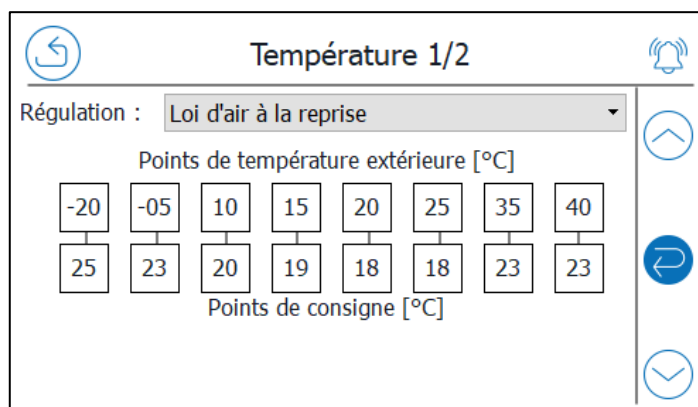 Température 1/2
Régulation : Loi d'air à la reprise
Points de température extérieure [°C]
-20 -05 10 15 20 25 35 40
25 23 20 19 18 18 23 23
Points de consigne [°C]